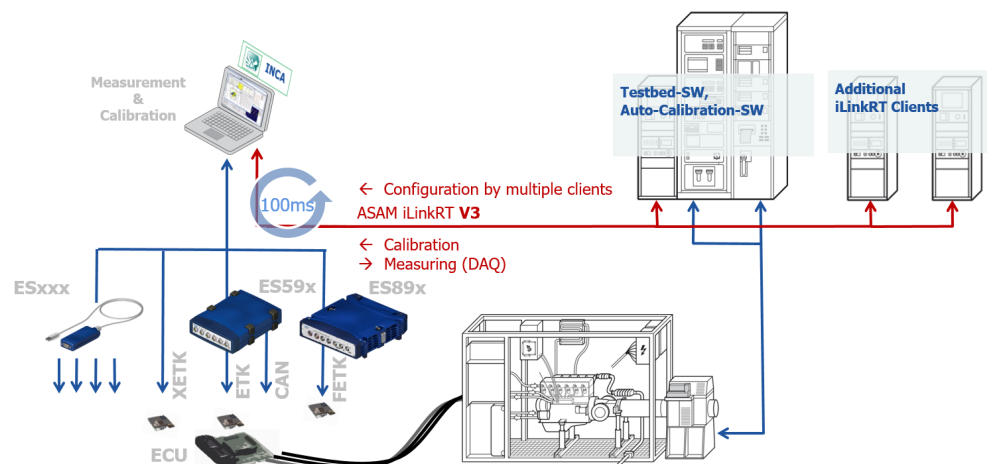 INCA
Measurement
&
Calibration
Testbed-SW,
Auto-Calibration-SW
Additional
iLinkRT Clients
100ms
← Configuration by multiple clients
ASAM iLinkRT V3
← Calibration
→ Measuring (DAQ)
ESxxx
ES59x
ES89x
XETK
ETK
CAN
FETK
ECU